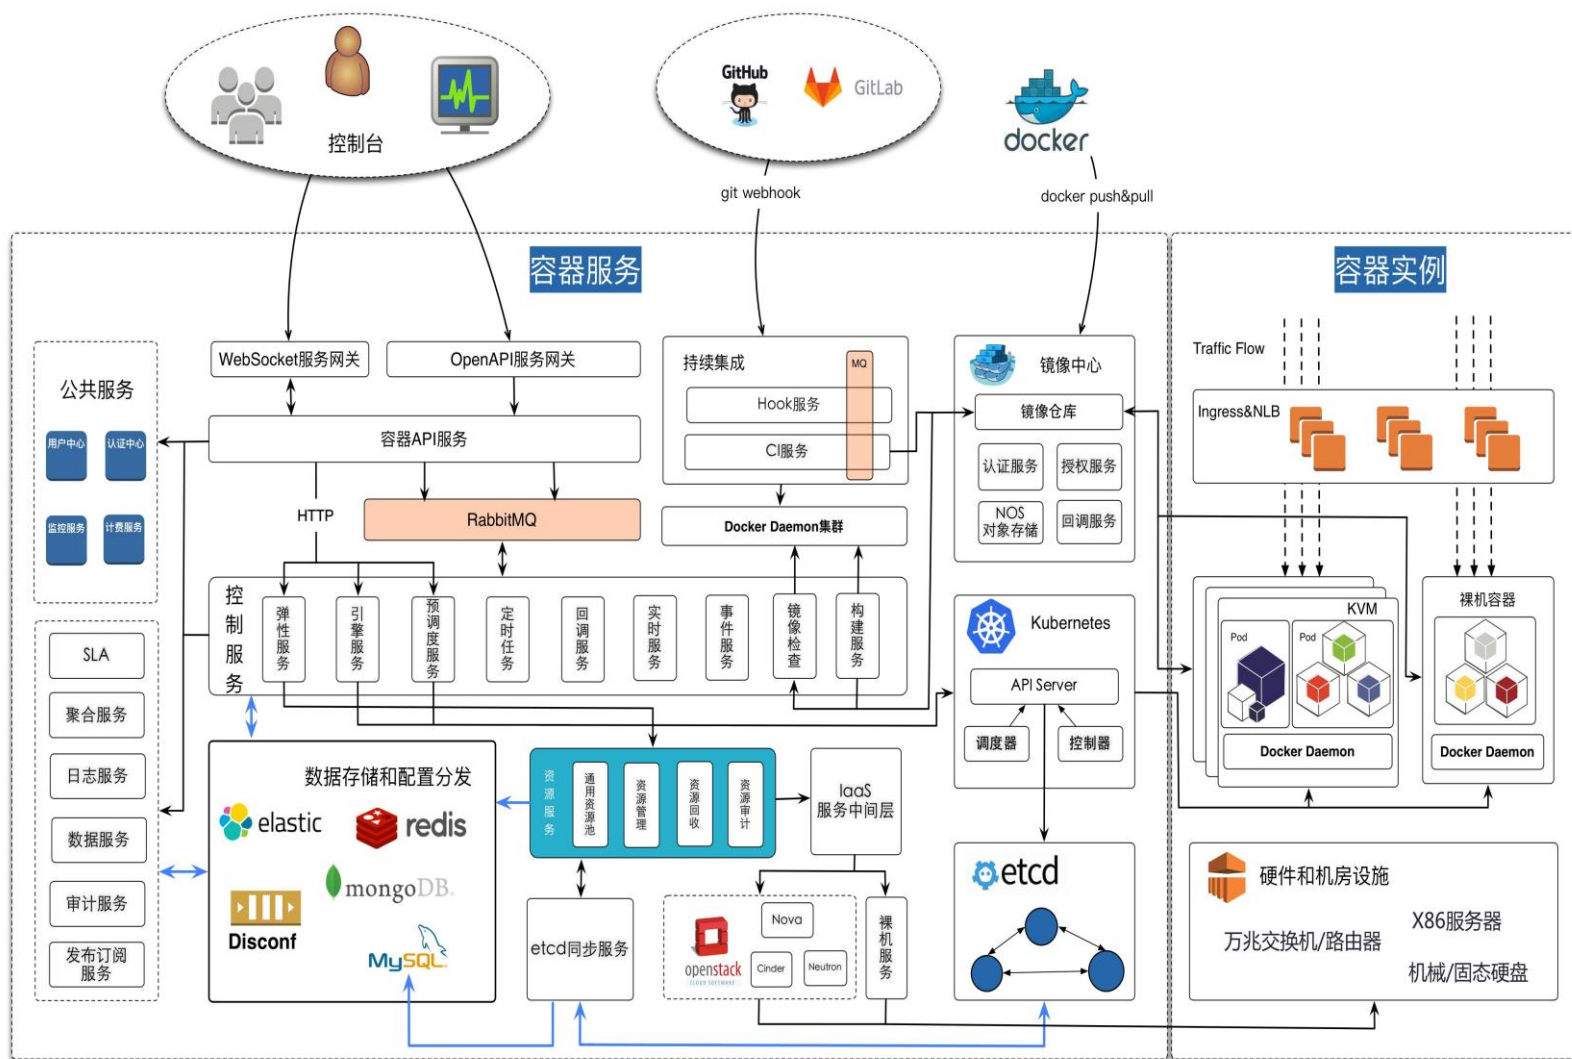 控制台
GitHub
GitLab
docker
git webhook
docker push&pull
容器服务
容器实例
公共服务
用户中心
认证中心
监控服务
计费服务
SLA
聚合服务
日志服务
数据服务
审计服务
发布订阅
服务
WebSocket服务网关
OpenAPI服务网关
容器API服务
HTTP
RabbitMQ
控制服务
弹性服务
引擎服务
预调度服务
定时任务
回调服务
实时服务
事件服务
镜像检查
构建服务
持续集成
MQ
Hook服务
CI服务
Docker Daemon集群
镜像中心
镜像仓库
认证服务
授权服务
NOS
对象存储
回调服务
Kubernetes
API Server
调度器
控制器
数据存储和配置分发
elastic
redis
mongoDB
Disconf
MySQL
资源服务
通用资源池
资源管理
资源回收
资源审计
IaaS
服务中间层
etcd同步服务
openstack
CLOUD SOFTWARE
Nova
Cinder
Neutron
裸机服务
etcd
Traffic Flow
Ingress&NLB
KVM
Pod
Pod
Docker Daemon
裸机容器
Docker Daemon
硬件和机房设施
X86服务器
万兆交换机/路由器
机械/固态硬盘